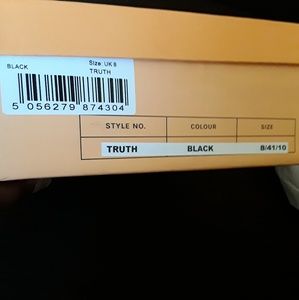 BLACK Size: UK 8
TRUTH
5 056279 874304
STYLE NO. COLOUR SIZE
TRUTH BLACK 8/41/10